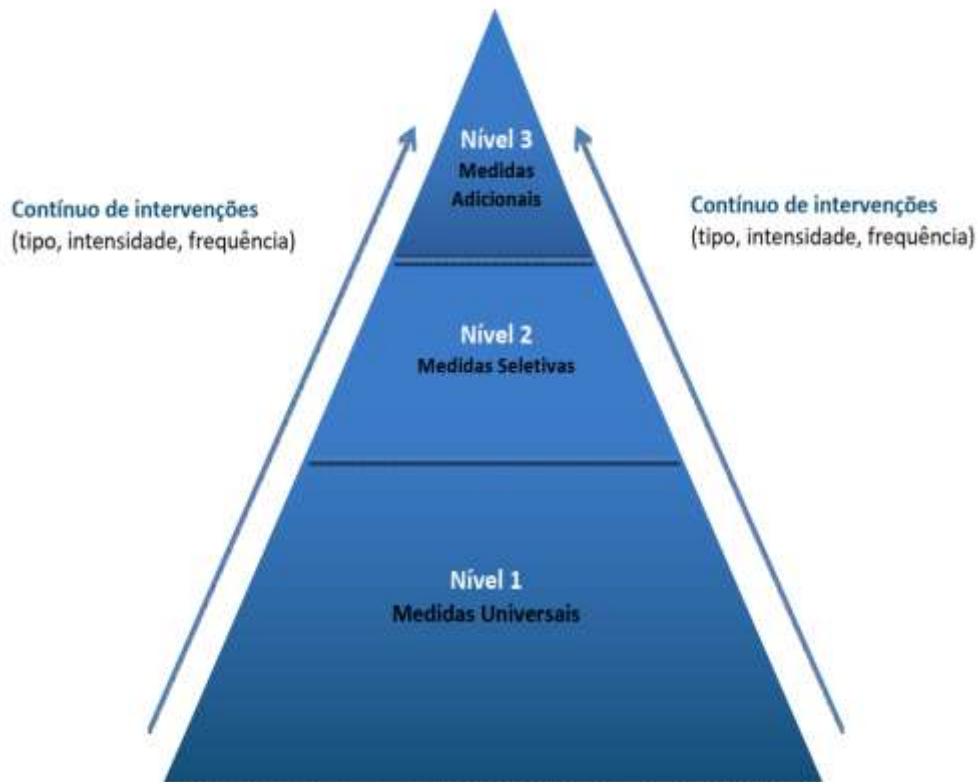 Nível 3
Medidas
Adicionais
Contínuo de intervenções
(tipo, intensidade, frequência)
Contínuo de intervenções
(tipo, intensidade, frequência)
Nível 2
Medidas Seletivas
Nível 1
Medidas Universais